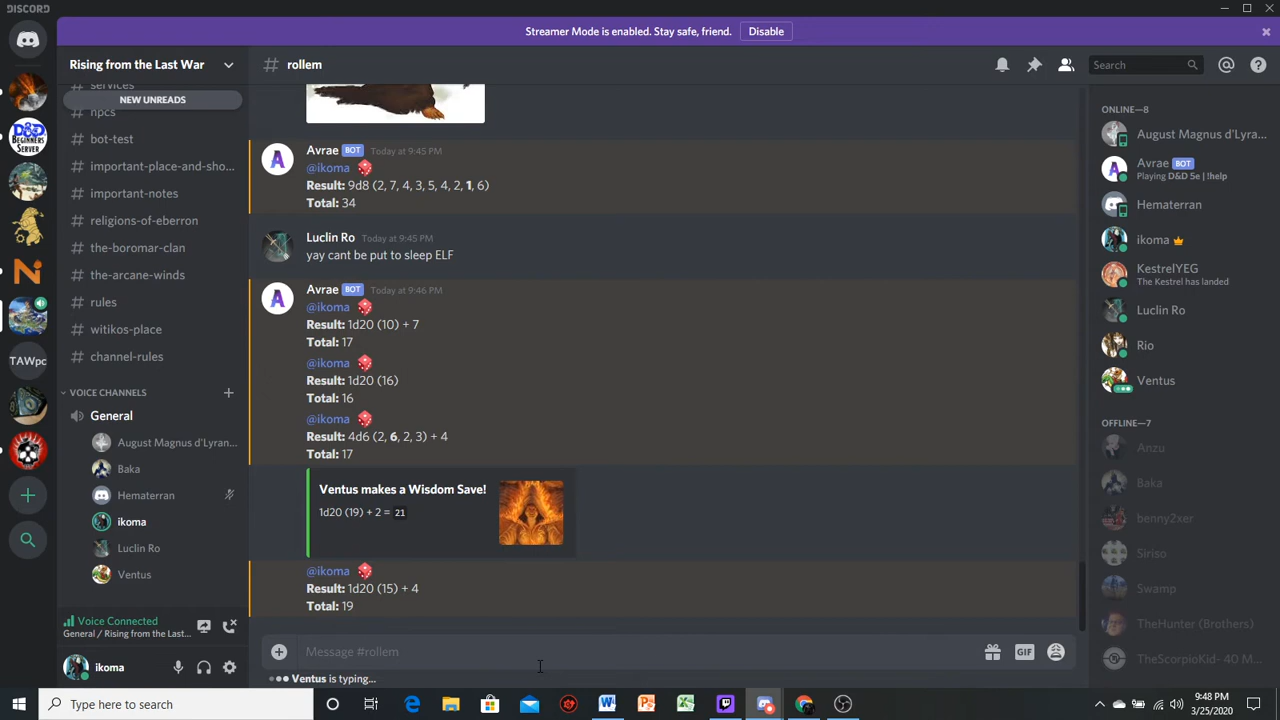 DISCORD
Streamer Mode is enabled. Stay safe, friend.
Disable
Rising from the Last War
# rollem
Search
services
NEW UNREADS
# npcs
# bot-test
# important-place-and-sho...
# important-notes
# religions-of-eberron
# the-boromar-clan
# the-arcane-winds
# rules
# witikos-place
# channel-rules
VOICE CHANNELS
General
August Magnus d'Lyran...
Baka
Hematerran
ikoma
Luclin Ro
Ventus
Voice Connected
General / Rising from the Last...
ikoma
Avrae BOT Today at 9:45 PM
@ikoma
Result: 9d8 (2, 7, 4, 3, 5, 4, 2, 1, 6)
Total: 34
Luclin Ro Today at 9:45 PM
yay cant be put to sleep ELF
Avrae BOT Today at 9:46 PM
@ikoma
Result: 1d20 (10) + 7
Total: 17
@ikoma
Result: 1d20 (16)
Total: 16
@ikoma
Result: 4d6 (2, 6, 2, 3) + 4
Total: 17
Ventus makes a Wisdom Save!
1d20 (19) + 2 = 21
@ikoma
Result: 1d20 (15) + 4
Total: 19
Message #rollem
GIF
Ventus is typing...
ONLINE—8
August Magnus d'Lyra...
Avrae BOT
Playing D&D 5e | !help
Hematerran
ikoma
KestrelYEG
The Kestrel has landed
Luclin Ro
Rio
Ventus
OFFLINE—7
Anzu
Baka
benny2xer
Siriso
Swamp
TheHunter (Brothers)
TheScorpioKid- 40 M...
D&D
BEGINNERS
SERVER
TAWpc
Type here to search
9:48 PM
3/25/2020